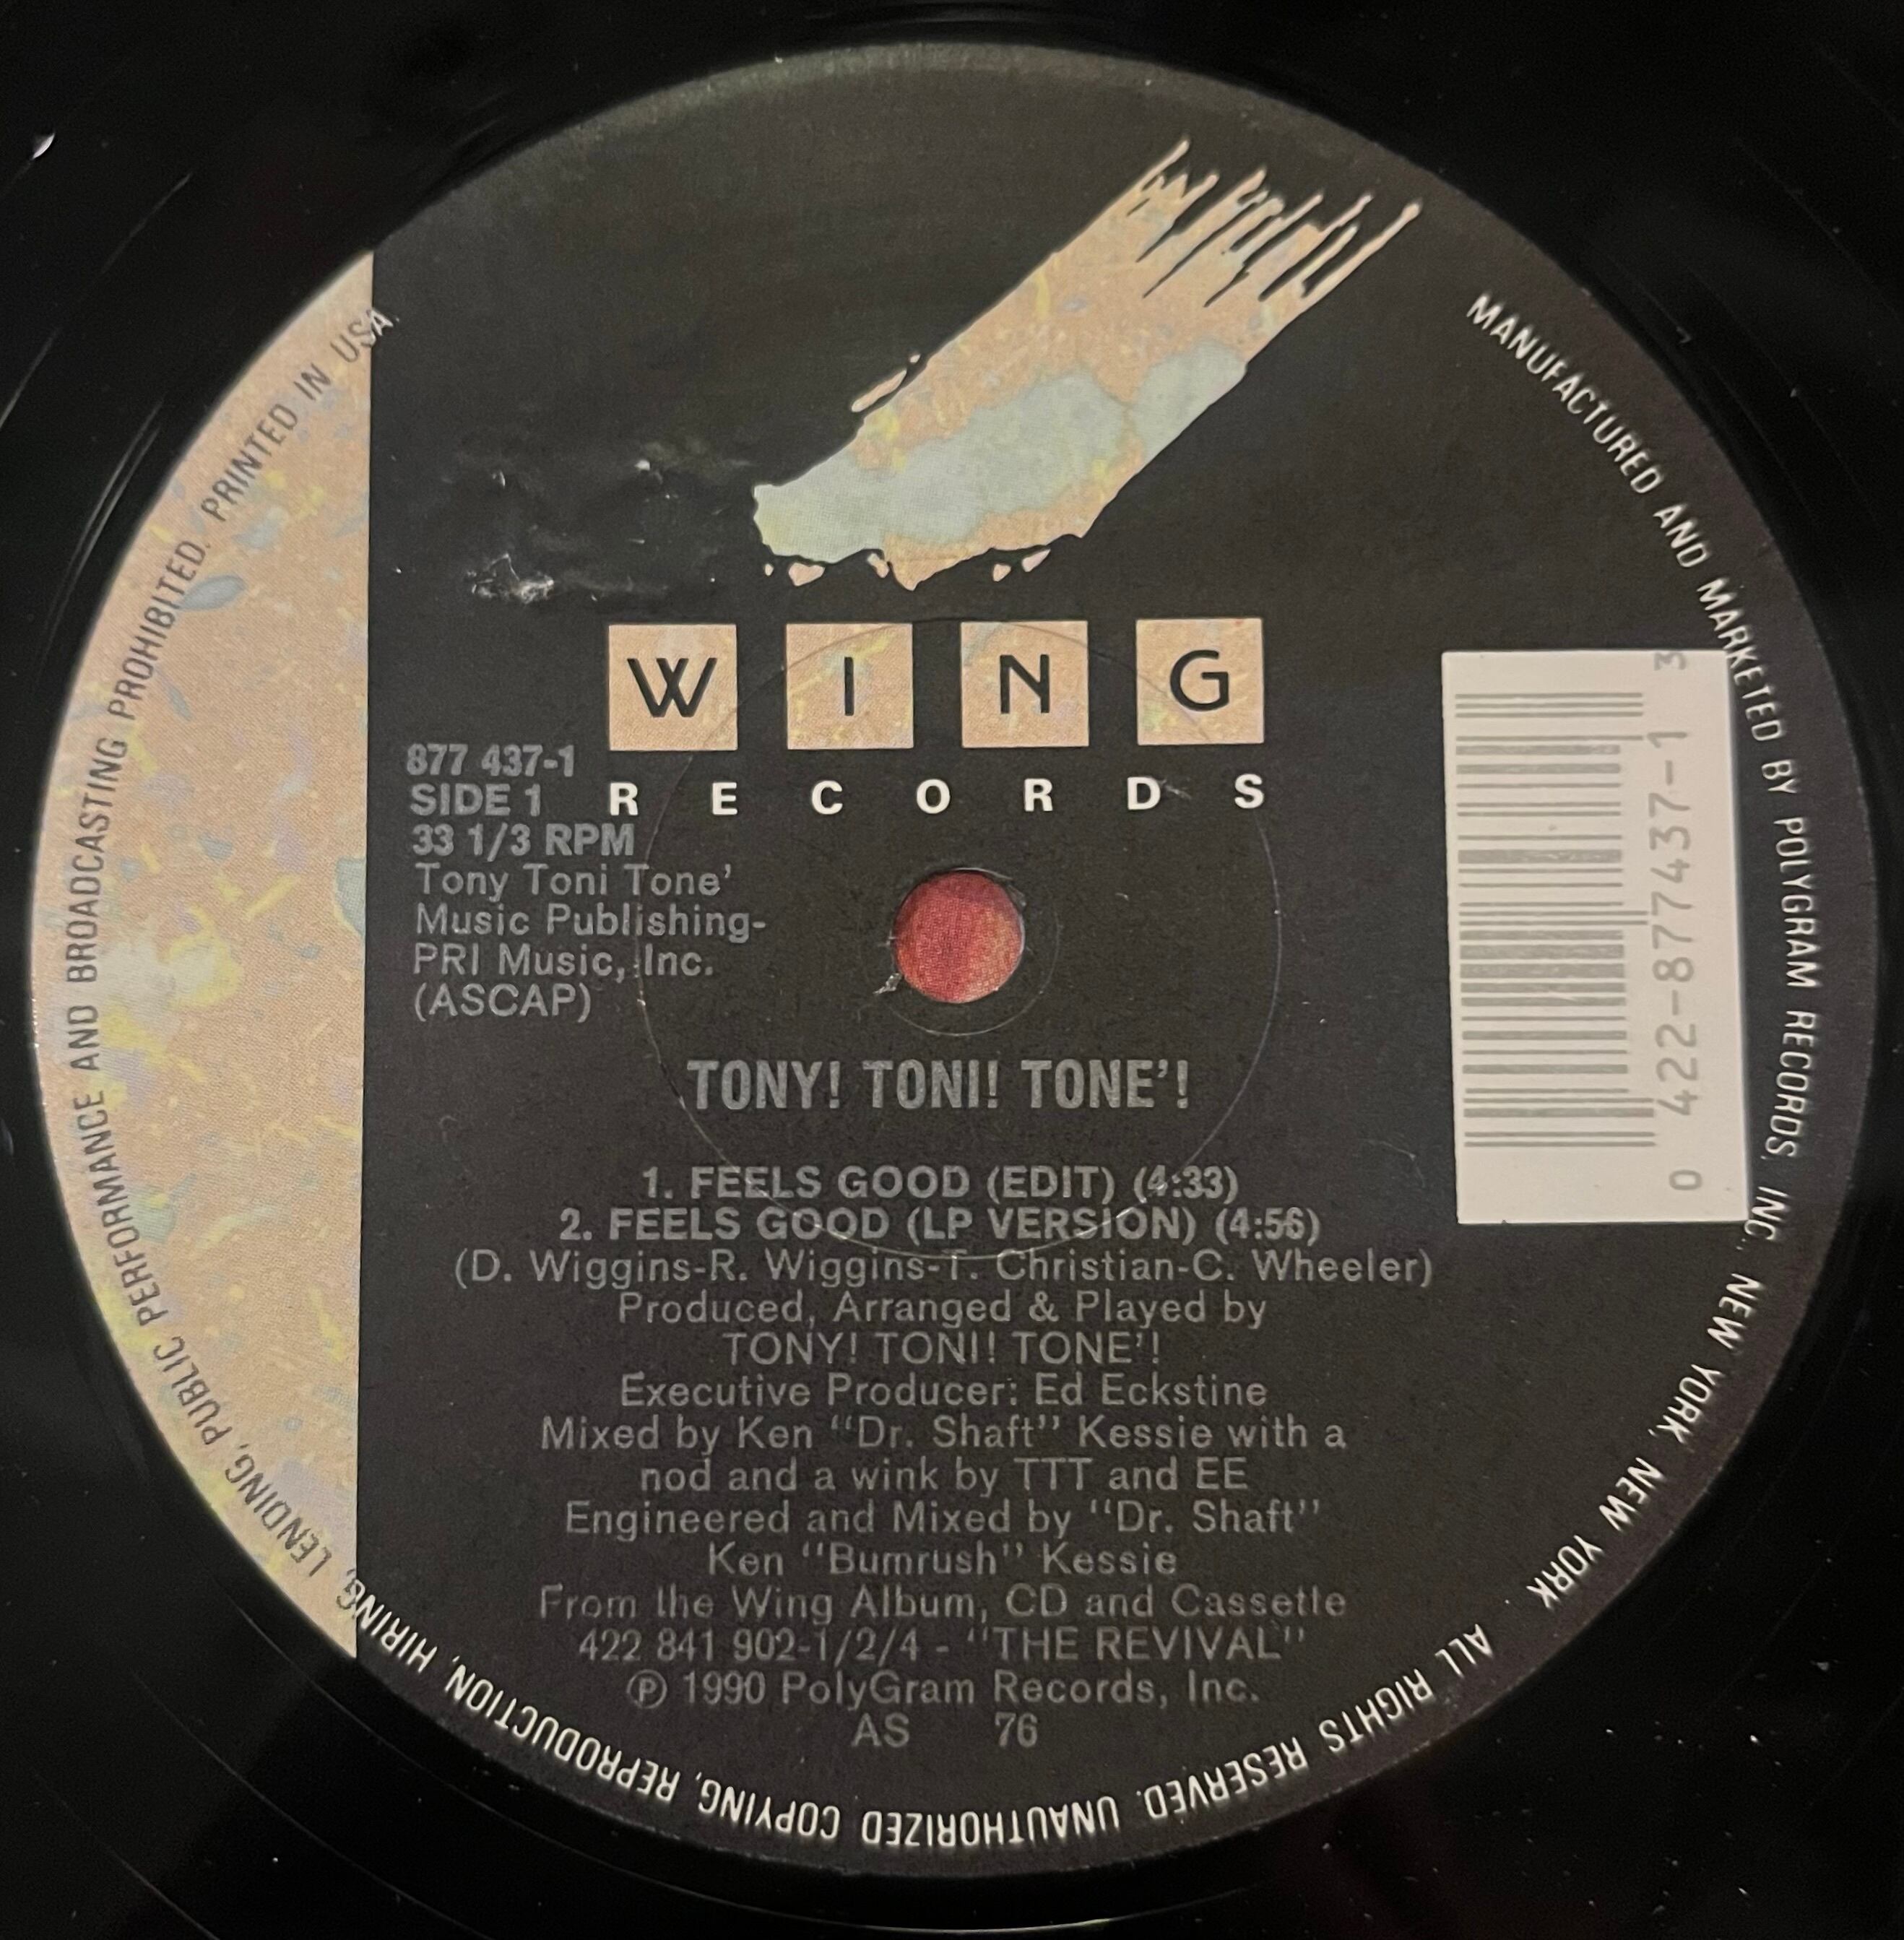 W I N G
RECORDS
877 437-1
SIDE 1
33 1/3 RPM
Tony Toni Tone'
Music Publishing-
PRI Music, Inc.
(ASCAP)
0 422-877437-1 3
TONY! TONI! TONE'!
1. FEELS GOOD (EDIT) (4:33)
2. FEELS GOOD (LP VERSION) (4:56)
(D. Wiggins-R. Wiggins-T. Christian-C. Wheeler)
Produced, Arranged & Played by
TONY! TONI! TONE'!
Executive Producer: Ed Eckstine
Mixed by Ken "Dr. Shaft" Kessie with a
nod and a wink by TTT and EE
Engineered and Mixed by "Dr. Shaft"
Ken "Bumrush" Kessie
From the Wing Album, CD and Cassette
422 841 902-1/2/4 - "THE REVIVAL"
℗ 1990 PolyGram Records, Inc.
AS 76
MANUFACTURED AND MARKETED BY POLYGRAM RECORDS, INC., NEW YORK, NEW YORK. ALL RIGHTS RESERVED. UNAUTHORIZED COPYING, REPRODUCTION, HIRING, LENDING, PUBLIC PERFORMANCE AND BROADCASTING PROHIBITED. PRINTED IN USA.